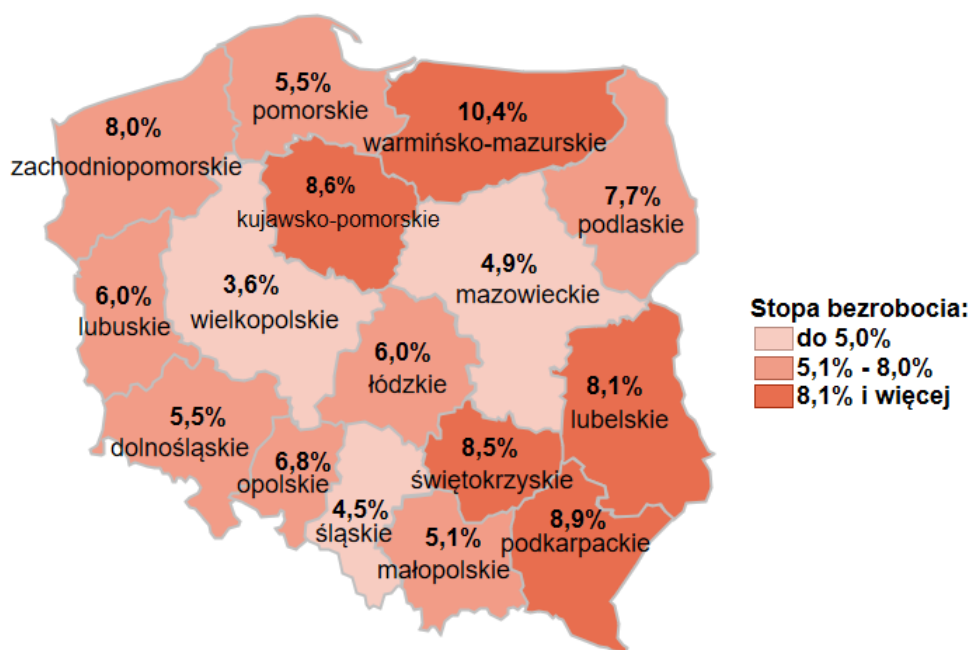 5,5%
pomorskie
10,4%
warmińsko-mazurskie
8,0%
zachodniopomorskie
8,6%
kujawsko-pomorskie
7,7%
podlaskie
4,9%
mazowieckie
3,6%
wielkopolskie
6,0%
lubuskie
6,0%
łódzkie
8,1%
lubelskie
5,5%
dolnośląskie
6,8%
opolskie
8,5%
świętokrzyskie
4,5%
śląskie
5,1%
małopolskie
8,9%
podkarpackie
Stopa bezrobocia:
do 5,0%
5,1% - 8,0%
8,1% i więcej